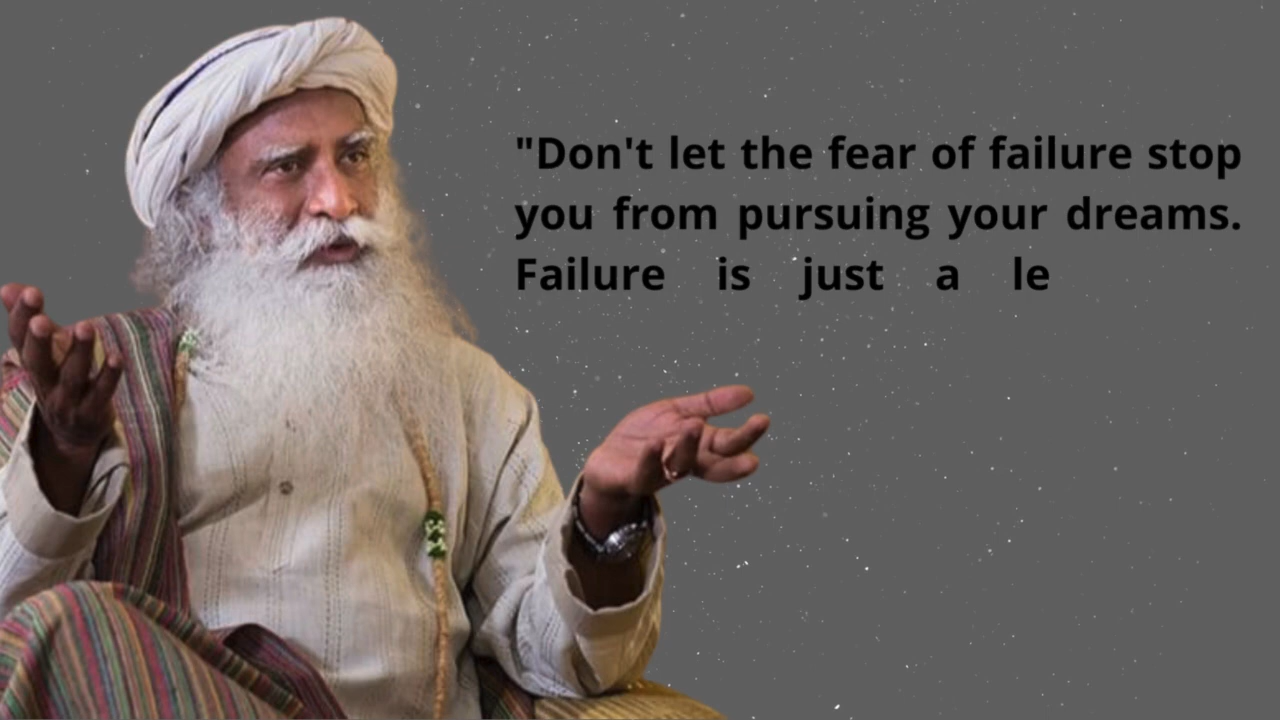 "Don't let the fear of failure stop
you from pursuing your dreams.
Failure is just a le